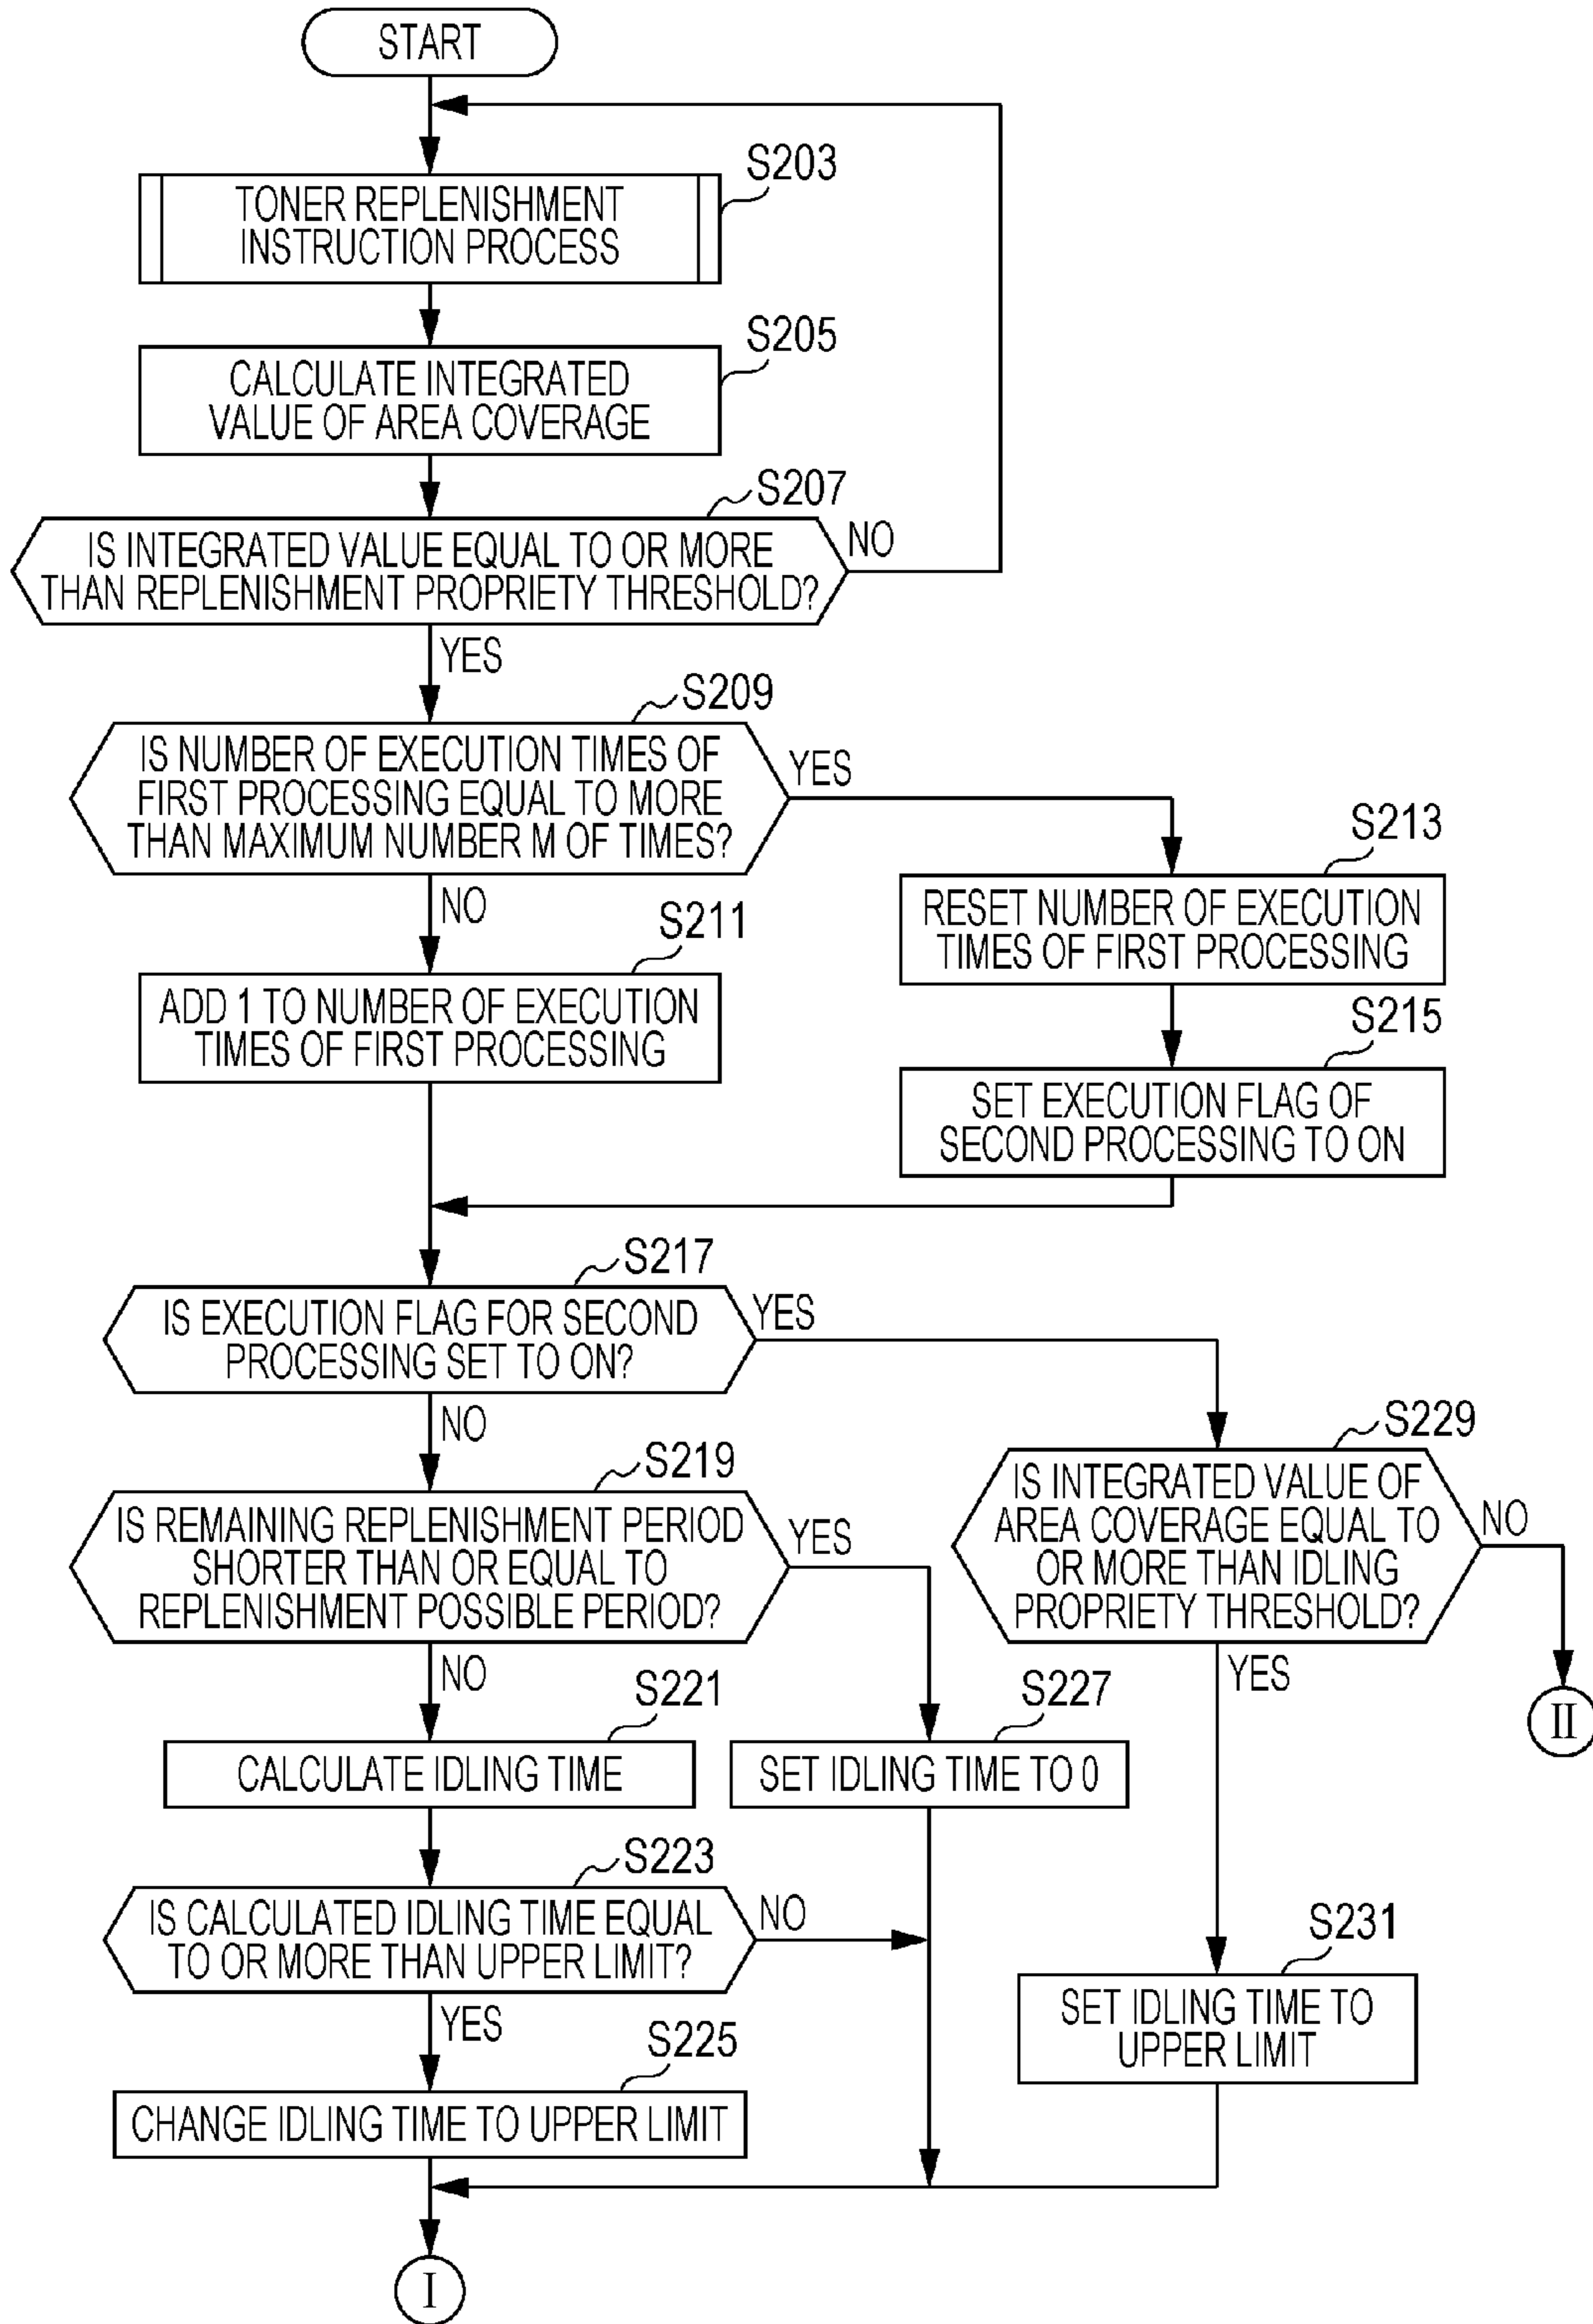 START
S203
TONER REPLENISHMENT
INSTRUCTION PROCESS
S205
CALCULATE INTEGRATED
VALUE OF AREA COVERAGE
S207
IS INTEGRATED VALUE EQUAL TO OR MORE
THAN REPLENISHMENT PROPRIETY THRESHOLD?
NO
YES
S209
IS NUMBER OF EXECUTION TIMES OF
FIRST PROCESSING EQUAL TO MORE
THAN MAXIMUM NUMBER M OF TIMES?
YES
NO
S211
ADD 1 TO NUMBER OF EXECUTION
TIMES OF FIRST PROCESSING
S213
RESET NUMBER OF EXECUTION
TIMES OF FIRST PROCESSING
S215
SET EXECUTION FLAG OF
SECOND PROCESSING TO ON
S217
IS EXECUTION FLAG FOR SECOND
PROCESSING SET TO ON?
YES
NO
S219
IS REMAINING REPLENISHMENT PERIOD
SHORTER THAN OR EQUAL TO
REPLENISHMENT POSSIBLE PERIOD?
YES
NO
S229
IS INTEGRATED VALUE OF
AREA COVERAGE EQUAL TO
OR MORE THAN IDLING
PROPRIETY THRESHOLD?
NO
YES
II
S221
CALCULATE IDLING TIME
S227
SET IDLING TIME TO 0
S223
IS CALCULATED IDLING TIME EQUAL
TO OR MORE THAN UPPER LIMIT?
NO
YES
S225
CHANGE IDLING TIME TO UPPER LIMIT
S231
SET IDLING TIME TO
UPPER LIMIT
I